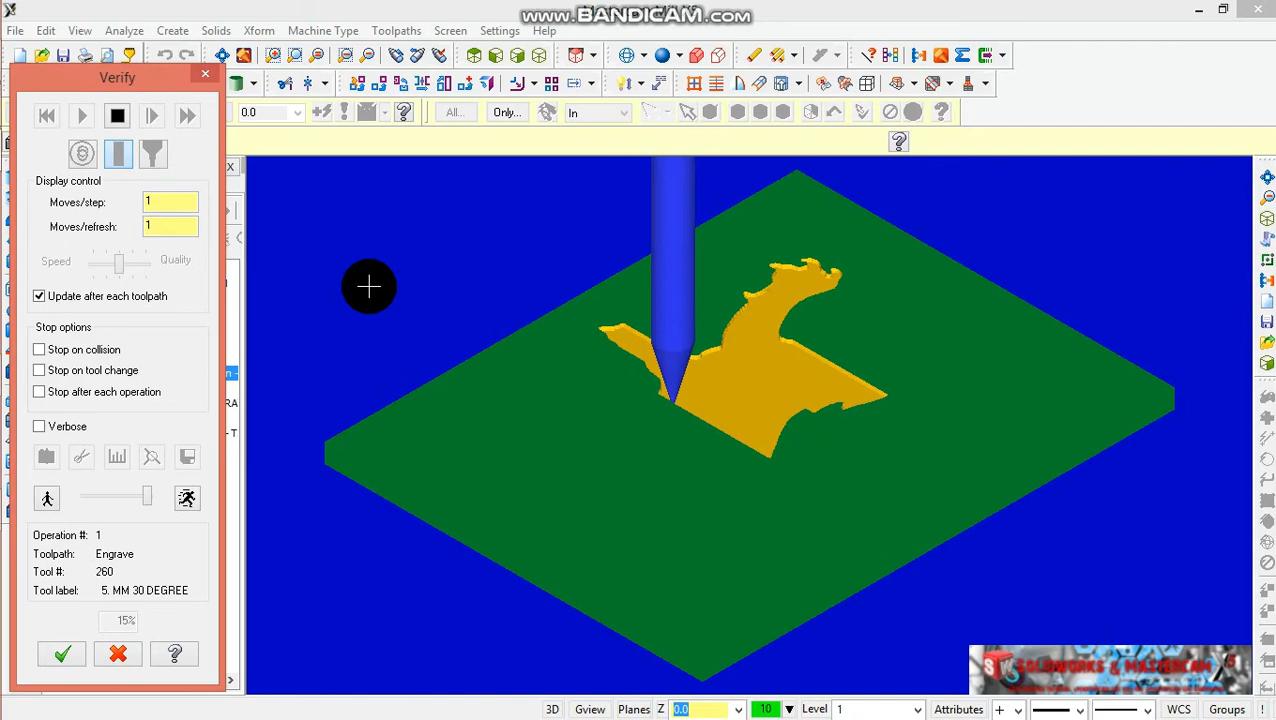 www.BANDICAM.com
File Edit View Analyze Create Solids Xform Machine Type Toolpaths Screen Settings Help
Verify
0.0 All... Only... In
Display control
Moves/step: 1
Moves/refresh: 1
Speed Quality
Update after each toolpath
Stop options
Stop on collision
Stop on tool change
Stop after each operation
RA
- T
Verbose
Operation #: 1
Toolpath: Engrave
Tool #: 260
Tool label: 5. MM 30 DEGREE
15%
SOLIDWORKS & MASTERCAM
3D Gview Planes Z 0.0 10 Level 1 Attributes WCS Groups